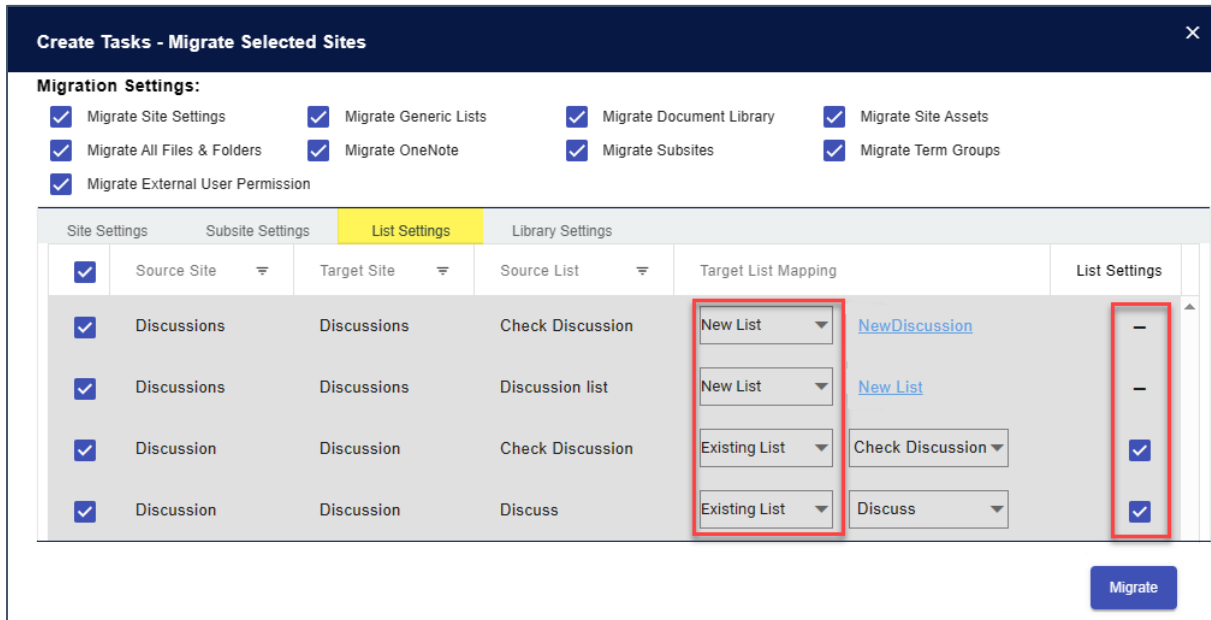 Create Tasks - Migrate Selected Sites
Migration Settings:
Migrate Site Settings Migrate Generic Lists Migrate Document Library Migrate Site Assets
Migrate All Files & Folders Migrate OneNote Migrate Subsites Migrate Term Groups
Migrate External User Permission
Site Settings Subsite Settings List Settings Library Settings
Source Site Target Site Source List Target List Mapping List Settings
Discussions Discussions Check Discussion New List NewDiscussion –
Discussions Discussions Discussion list New List New List –
Discussion Discussion Check Discussion Existing List Check Discussion
Discussion Discussion Discuss Existing List Discuss
Migrate